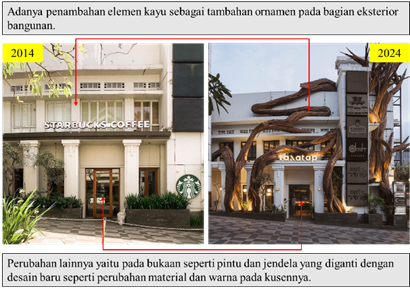 Adanya penambahan elemen kayu sebagai tambahan ornamen pada bagian eksterior
bangunan.
2014
2024
STARBUCKS COFFEE
TaXatap
Perubahan lainnya yaitu pada bukaan seperti pintu dan jendela yang diganti dengan
desain baru seperti perubahan material dan warna pada kusennya.